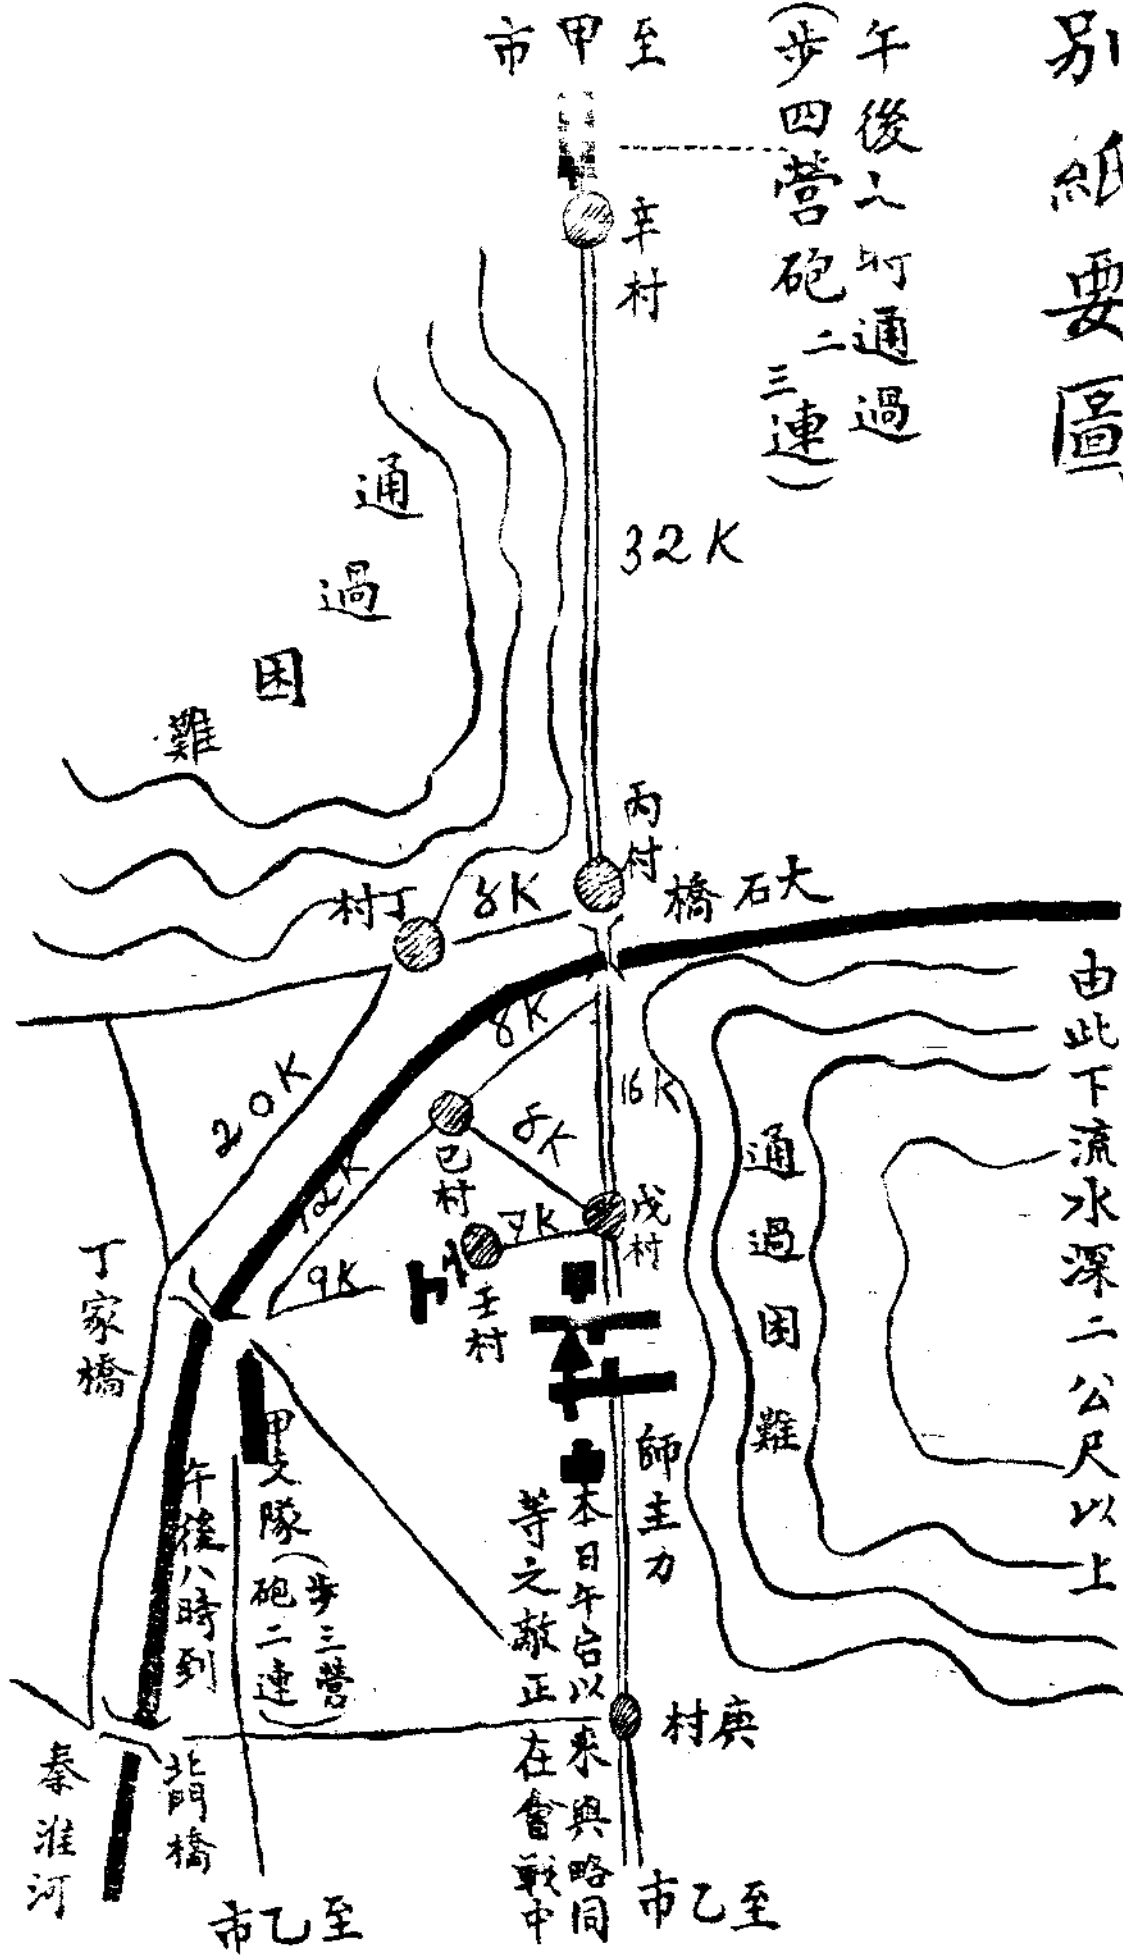 別紙要圖
午後八时通過
(步四營砲二三連)
至甲市
辛村
32K
通過困難
丙村
大石橋
丁村
8K
由此下流水深二公尺以上
8K
16K
20K
8K
己村
12K
戊村
7K
9K
壬村
通過困難
丁家橋
甲支隊(步三營砲二連)
午後八時到
師主力
本日午后以來與略同
等之敵正在會戰中
庚村
北門橋
秦淮河
至乙市
至乙市